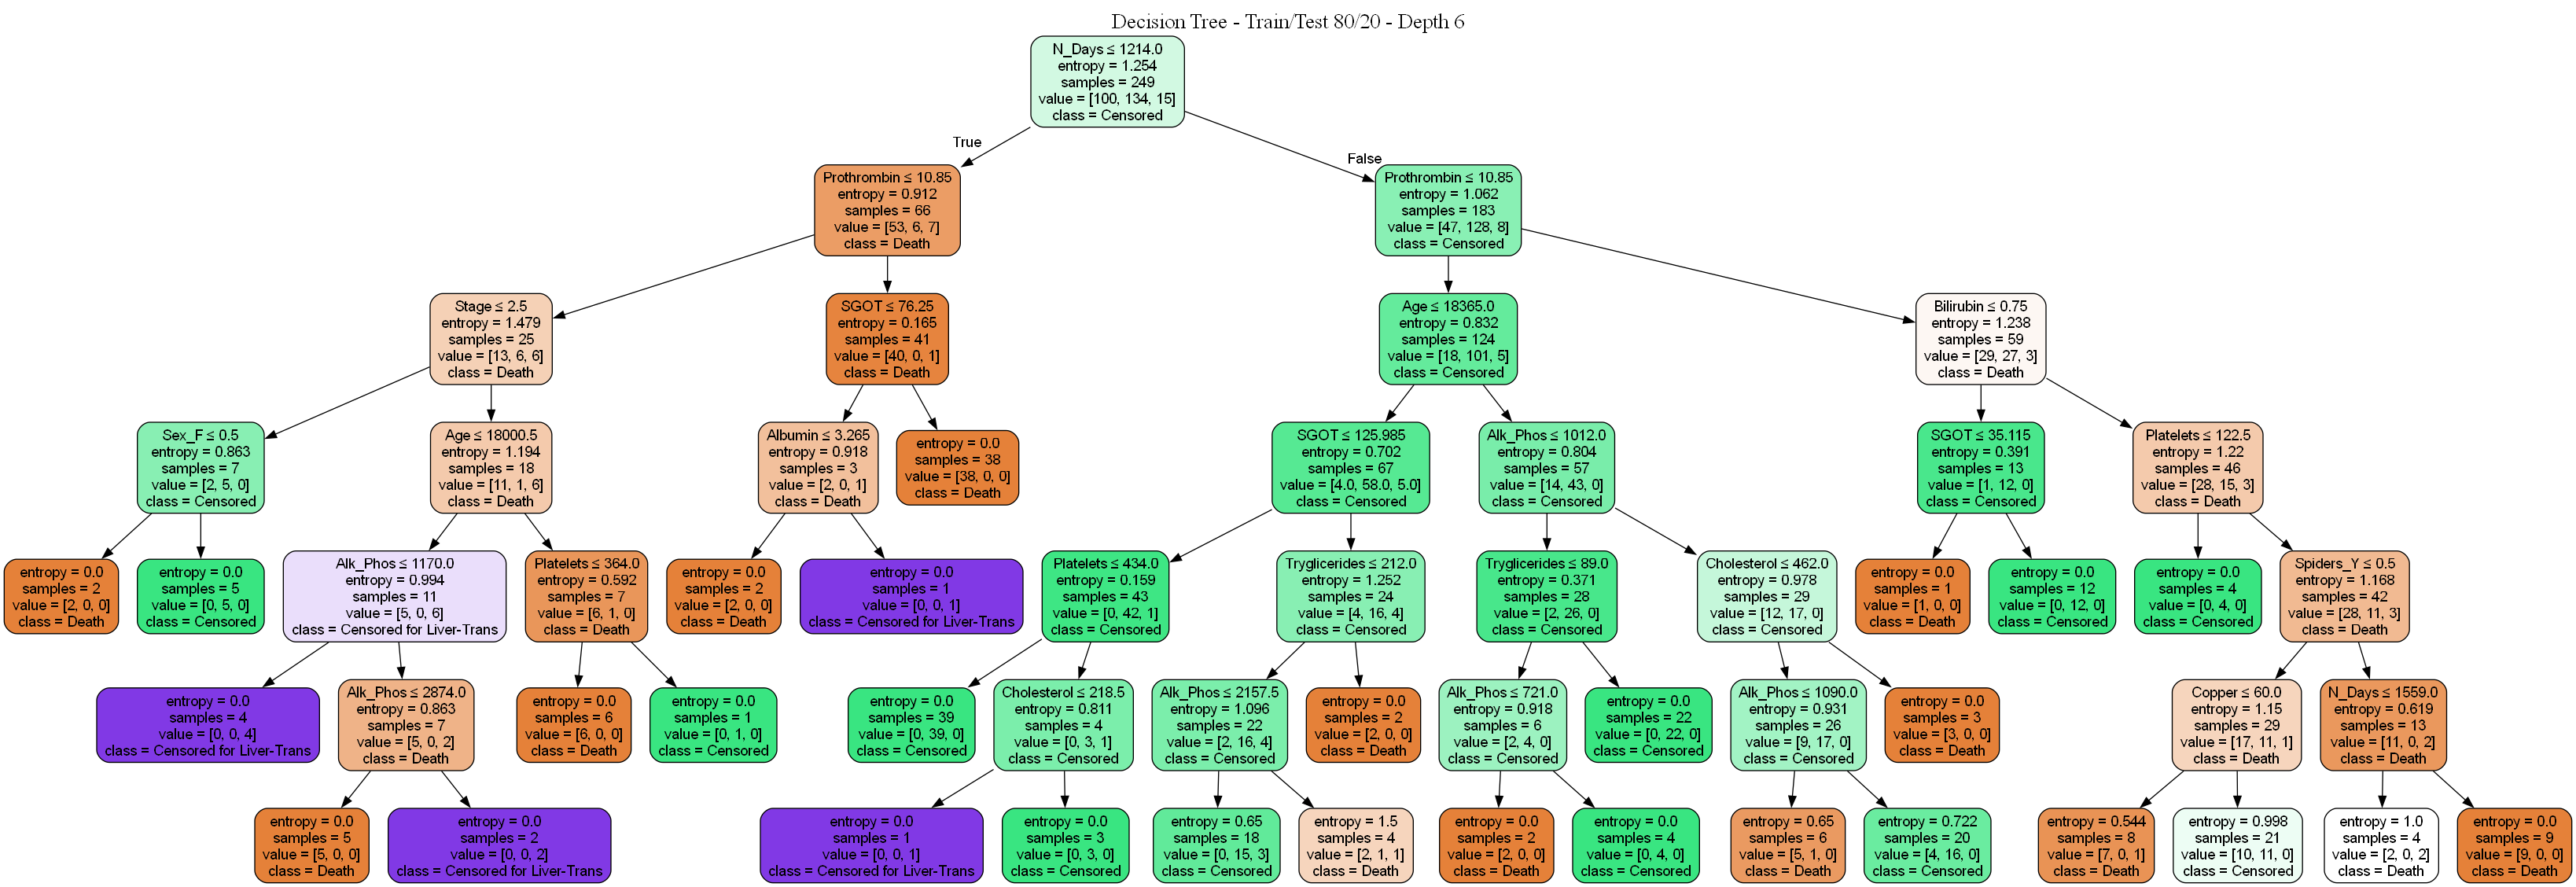 Decision Tree - Train/Test 80/20 - Depth 6
N_Days ≤ 1214.0
entropy = 1.254
samples = 249
value = [100, 134, 15]
class = Censored
True
False
Prothrombin ≤ 10.85
entropy = 0.912
samples = 66
value = [53, 6, 7]
class = Death
Prothrombin ≤ 10.85
entropy = 1.062
samples = 183
value = [47, 128, 8]
class = Censored
Stage ≤ 2.5
entropy = 1.479
samples = 25
value = [13, 6, 6]
class = Death
SGOT ≤ 76.25
entropy = 0.165
samples = 41
value = [40, 0, 1]
class = Death
Age ≤ 18365.0
entropy = 0.832
samples = 124
value = [18, 101, 5]
class = Censored
Bilirubin ≤ 0.75
entropy = 1.238
samples = 59
value = [29, 27, 3]
class = Death
Sex_F ≤ 0.5
entropy = 0.863
samples = 7
value = [2, 5, 0]
class = Censored
Age ≤ 18000.5
entropy = 1.194
samples = 18
value = [11, 1, 6]
class = Death
Albumin ≤ 3.265
entropy = 0.918
samples = 3
value = [2, 0, 1]
class = Death
entropy = 0.0
samples = 38
value = [38, 0, 0]
class = Death
SGOT ≤ 125.985
entropy = 0.702
samples = 67
value = [4.0, 58.0, 5.0]
class = Censored
Alk_Phos ≤ 1012.0
entropy = 0.804
samples = 57
value = [14, 43, 0]
class = Censored
SGOT ≤ 35.115
entropy = 0.391
samples = 13
value = [1, 12, 0]
class = Censored
Platelets ≤ 122.5
entropy = 1.22
samples = 46
value = [28, 15, 3]
class = Death
entropy = 0.0
samples = 2
value = [2, 0, 0]
class = Death
entropy = 0.0
samples = 5
value = [0, 5, 0]
class = Censored
Alk_Phos ≤ 1170.0
entropy = 0.994
samples = 11
value = [5, 0, 6]
class = Censored for Liver-Trans
Platelets ≤ 364.0
entropy = 0.592
samples = 7
value = [6, 1, 0]
class = Death
entropy = 0.0
samples = 2
value = [2, 0, 0]
class = Death
entropy = 0.0
samples = 1
value = [0, 0, 1]
class = Censored for Liver-Trans
Platelets ≤ 434.0
entropy = 0.159
samples = 43
value = [0, 42, 1]
class = Censored
Tryglicerides ≤ 212.0
entropy = 1.252
samples = 24
value = [4, 16, 4]
class = Censored
Tryglicerides ≤ 89.0
entropy = 0.371
samples = 28
value = [2, 26, 0]
class = Censored
Cholesterol ≤ 462.0
entropy = 0.978
samples = 29
value = [12, 17, 0]
class = Censored
entropy = 0.0
samples = 1
value = [1, 0, 0]
class = Death
entropy = 0.0
samples = 12
value = [0, 12, 0]
class = Censored
entropy = 0.0
samples = 4
value = [0, 4, 0]
class = Censored
Spiders_Y ≤ 0.5
entropy = 1.168
samples = 42
value = [28, 11, 3]
class = Death
entropy = 0.0
samples = 4
value = [0, 0, 4]
class = Censored for Liver-Trans
Alk_Phos ≤ 2874.0
entropy = 0.863
samples = 7
value = [5, 0, 2]
class = Death
entropy = 0.0
samples = 6
value = [6, 0, 0]
class = Death
entropy = 0.0
samples = 1
value = [0, 1, 0]
class = Censored
entropy = 0.0
samples = 39
value = [0, 39, 0]
class = Censored
Cholesterol ≤ 218.5
entropy = 0.811
samples = 4
value = [0, 3, 1]
class = Censored
Alk_Phos ≤ 2157.5
entropy = 1.096
samples = 22
value = [2, 16, 4]
class = Censored
entropy = 0.0
samples = 2
value = [2, 0, 0]
class = Death
Alk_Phos ≤ 721.0
entropy = 0.918
samples = 6
value = [2, 4, 0]
class = Censored
entropy = 0.0
samples = 22
value = [0, 22, 0]
class = Censored
Alk_Phos ≤ 1090.0
entropy = 0.931
samples = 26
value = [9, 17, 0]
class = Censored
entropy = 0.0
samples = 3
value = [3, 0, 0]
class = Death
Copper ≤ 60.0
entropy = 1.15
samples = 29
value = [17, 11, 1]
class = Death
N_Days ≤ 1559.0
entropy = 0.619
samples = 13
value = [11, 0, 2]
class = Death
entropy = 0.0
samples = 5
value = [5, 0, 0]
class = Death
entropy = 0.0
samples = 2
value = [0, 0, 2]
class = Censored for Liver-Trans
entropy = 0.0
samples = 1
value = [0, 0, 1]
class = Censored for Liver-Trans
entropy = 0.0
samples = 3
value = [0, 3, 0]
class = Censored
entropy = 0.65
samples = 18
value = [0, 15, 3]
class = Censored
entropy = 1.5
samples = 4
value = [2, 1, 1]
class = Death
entropy = 0.0
samples = 2
value = [2, 0, 0]
class = Death
entropy = 0.0
samples = 4
value = [0, 4, 0]
class = Censored
entropy = 0.65
samples = 6
value = [5, 1, 0]
class = Death
entropy = 0.722
samples = 20
value = [4, 16, 0]
class = Censored
entropy = 0.544
samples = 8
value = [7, 0, 1]
class = Death
entropy = 0.998
samples = 21
value = [10, 11, 0]
class = Censored
entropy = 1.0
samples = 4
value = [2, 0, 2]
class = Death
entropy = 0.0
samples = 9
value = [9, 0, 0]
class = Death